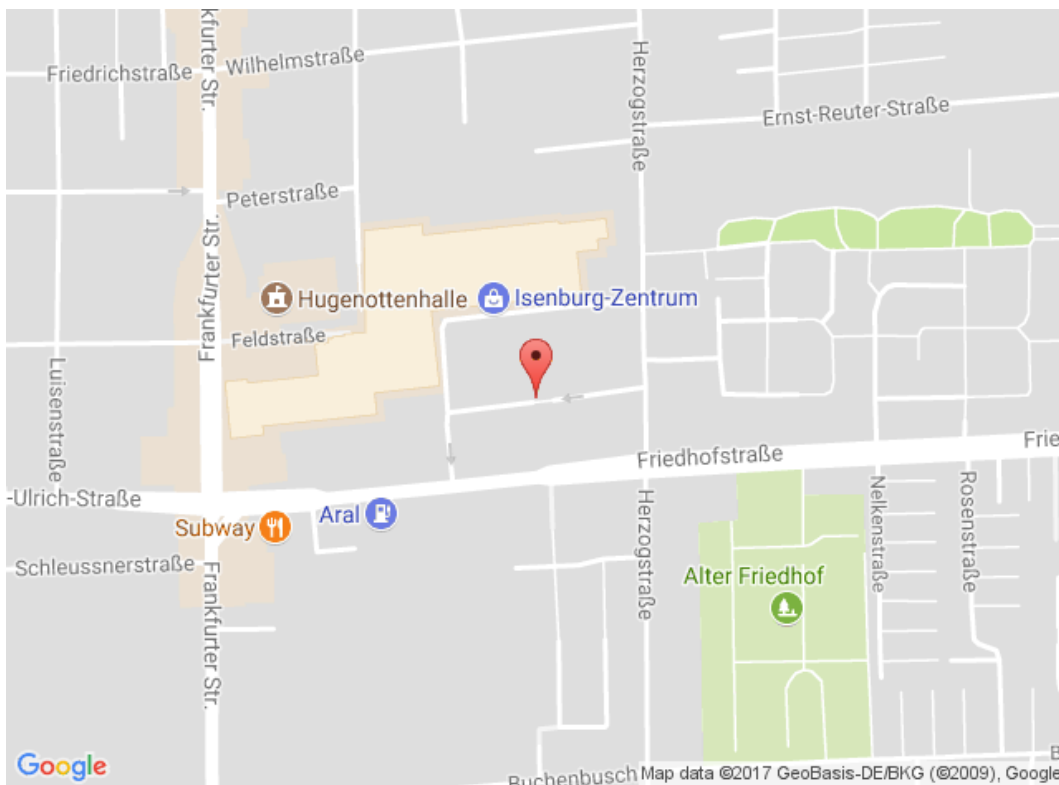 kfurter Str.
Friedrichstraße
Wilhelmstraße
Herzogstraße
Ernst-Reuter-Straße
Peterstraße
Frankfurter Str.
Hugenottenhalle
Isenburg-Zentrum
Feldstraße
Luisenstraße
Friedhofstraße
Frie
-Ulrich-Straße
Subway
Aral
Herzogstraße
Nelkenstraße
Rosenstraße
Schleussnerstraße
Frankfurter Str.
Alter Friedhof
Google
Buchenbusch
B
Map data ©2017 GeoBasis-DE/BKG (©2009), Google